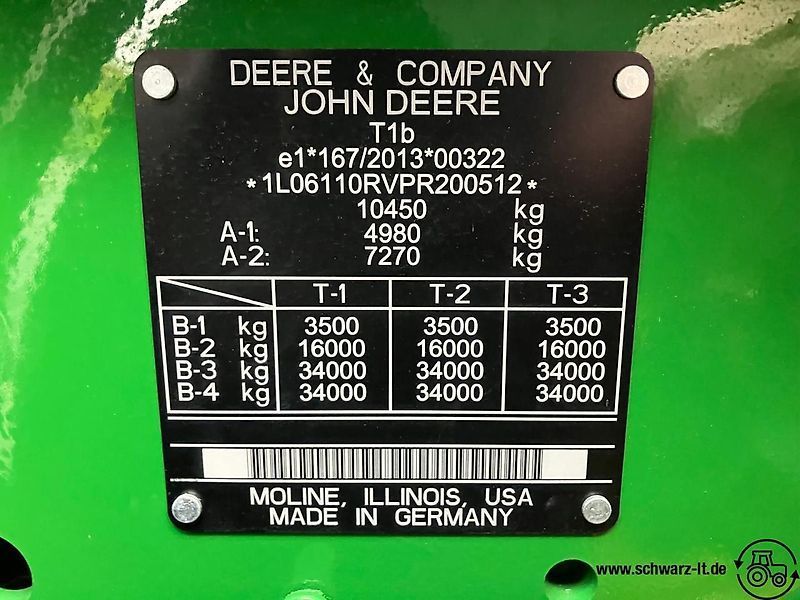 DEERE & COMPANY
JOHN DEERE
T1b
e1*167/2013*00322
*1L06110RVPR200512*
10450 kg
A-1: 4980 kg
A-2: 7270 kg
T-1 T-2 T-3
B-1 kg 3500 3500 3500
B-2 kg 16000 16000 16000
B-3 kg 34000 34000 34000
B-4 kg 34000 34000 34000
MOLINE, ILLINOIS, USA
MADE IN GERMANY
www.schwarz-lt.de